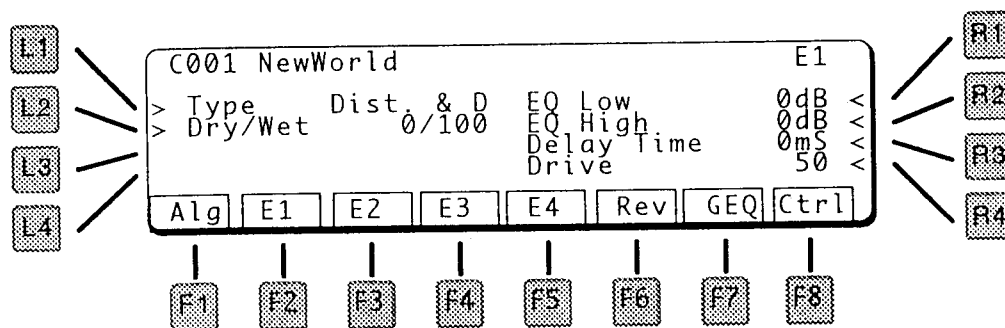 C001 NewWorld E1
> Type Dist. & D EQ Low 0dB <
> Dry/Wet 0/100 EQ High 0dB <
Delay Time 0mS <
Drive 50 <
Alg E1 E2 E3 E4 Rev GEQ Ctrl
L1
L2
L3
L4
R1
R2
R3
R4
F1 F2 F3 F4 F5 F6 F7 F8